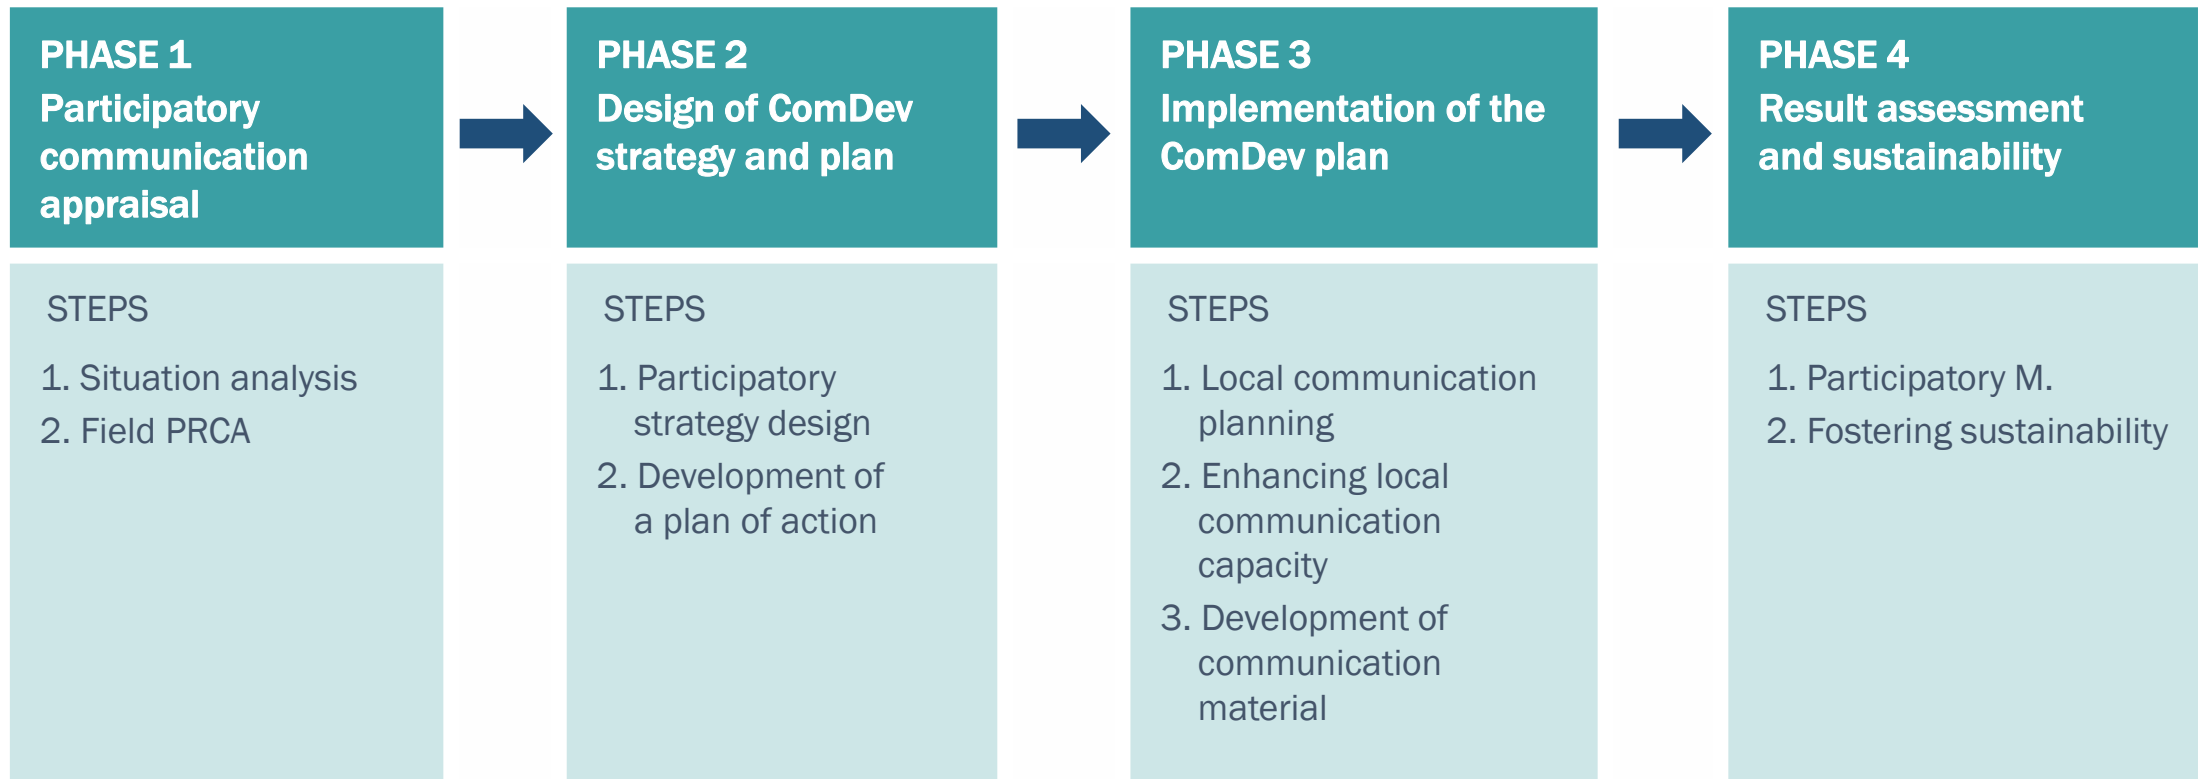 PHASE 1
Participatory
communication
appraisal
PHASE 2
Design of ComDev
strategy and plan
PHASE 3
Implementation of the
ComDev plan
PHASE 4
Result assessment
and sustainability
STEPS
1. Situation analysis
2. Field PRCA
STEPS
1. Participatory
strategy design
2. Development of
a plan of action
STEPS
1. Local communication
planning
2. Enhancing local
communication
capacity
3. Development of
communication
material
STEPS
1. Participatory M.
2. Fostering sustainability